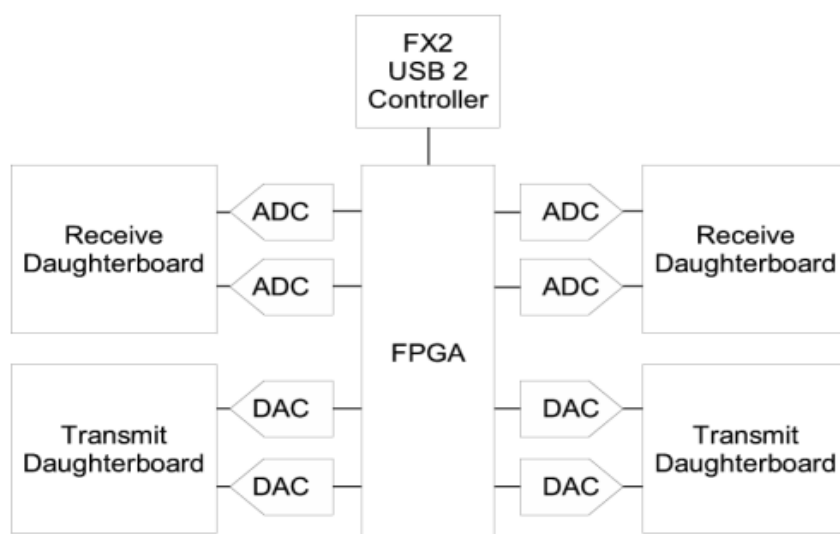 FX2
USB 2
Controller
Receive
Daughterboard
ADC
ADC
FPGA
ADC
ADC
Receive
Daughterboard
Transmit
Daughterboard
DAC
DAC
DAC
DAC
Transmit
Daughterboard